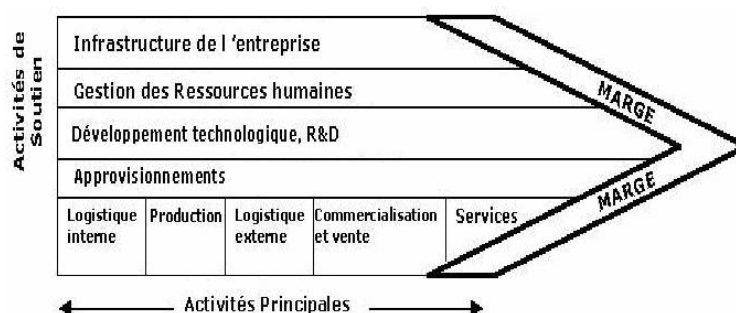 Activités de
Soutien
Infrastructure de l 'entreprise
Gestion des Ressources humaines
Développement technologique, R&D
Approvisionnements
Logistique
interne
Production
Logistique
externe
Commercialisation
et vente
Services
MARGE
MARGE
Activités Principales